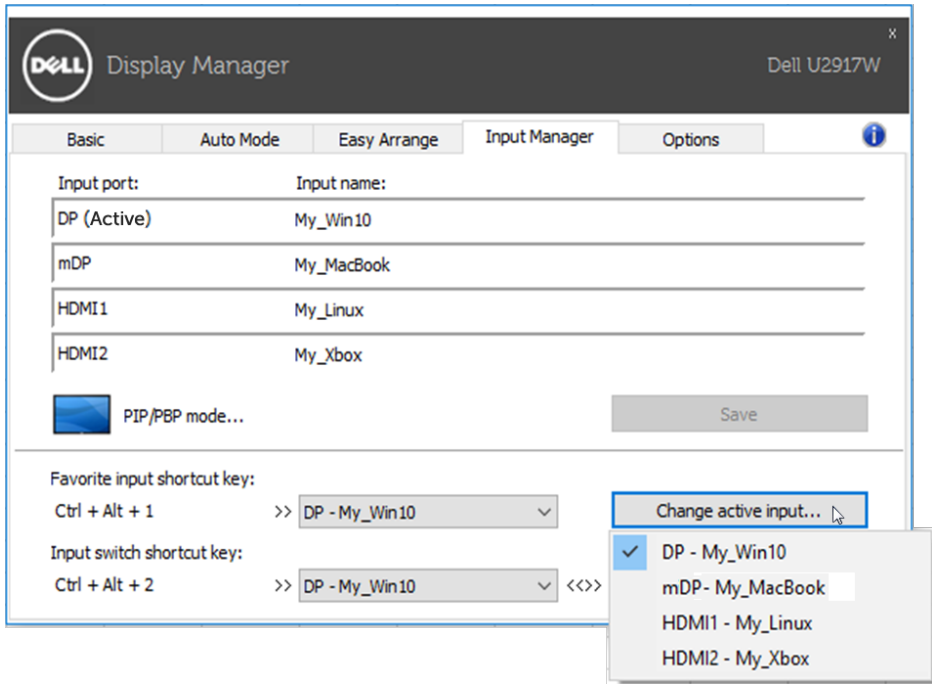 DELL Display Manager Dell U2917W x
Basic Auto Mode Easy Arrange Input Manager Options i
Input port: Input name:
DP (Active) My_Win10
mDP My_MacBook
HDMI1 My_Linux
HDMI2 My_Xbox
PIP/PBP mode... Save
Favorite input shortcut key:
Ctrl + Alt + 1 >> DP - My_Win10 Change active input...
Input switch shortcut key:
Ctrl + Alt + 2 >> DP - My_Win10 <<>>
DP - My_Win10
mDP- My_MacBook
HDMI1 - My_Linux
HDMI2 - My_Xbox